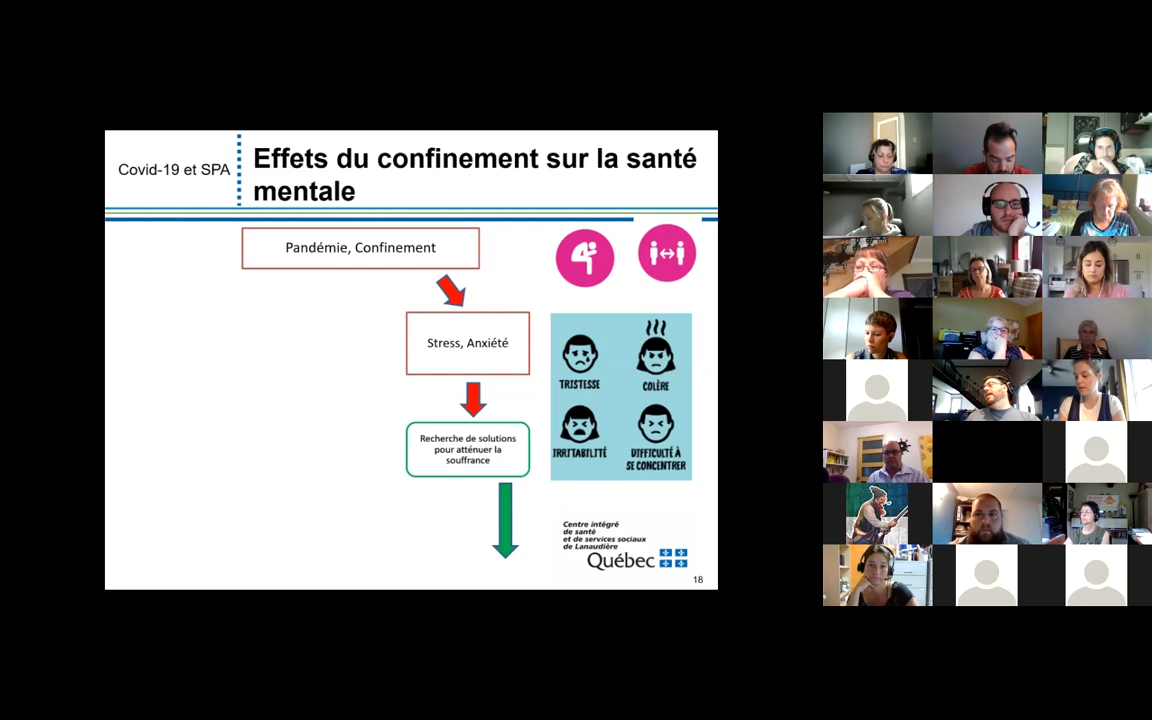 Covid-19 et SPA
Effets du confinement sur la santé
mentale
Pandémie, Confinement
Stress, Anxiété
Recherche de solutions
pour atténuer la
souffrance
TRISTESSE
COLÈRE
IRRITABILITÉ
DIFFICULTÉ À
SE CONCENTRER
Centre intégré
de santé
et de services sociaux
de Lanaudière
Québec
18